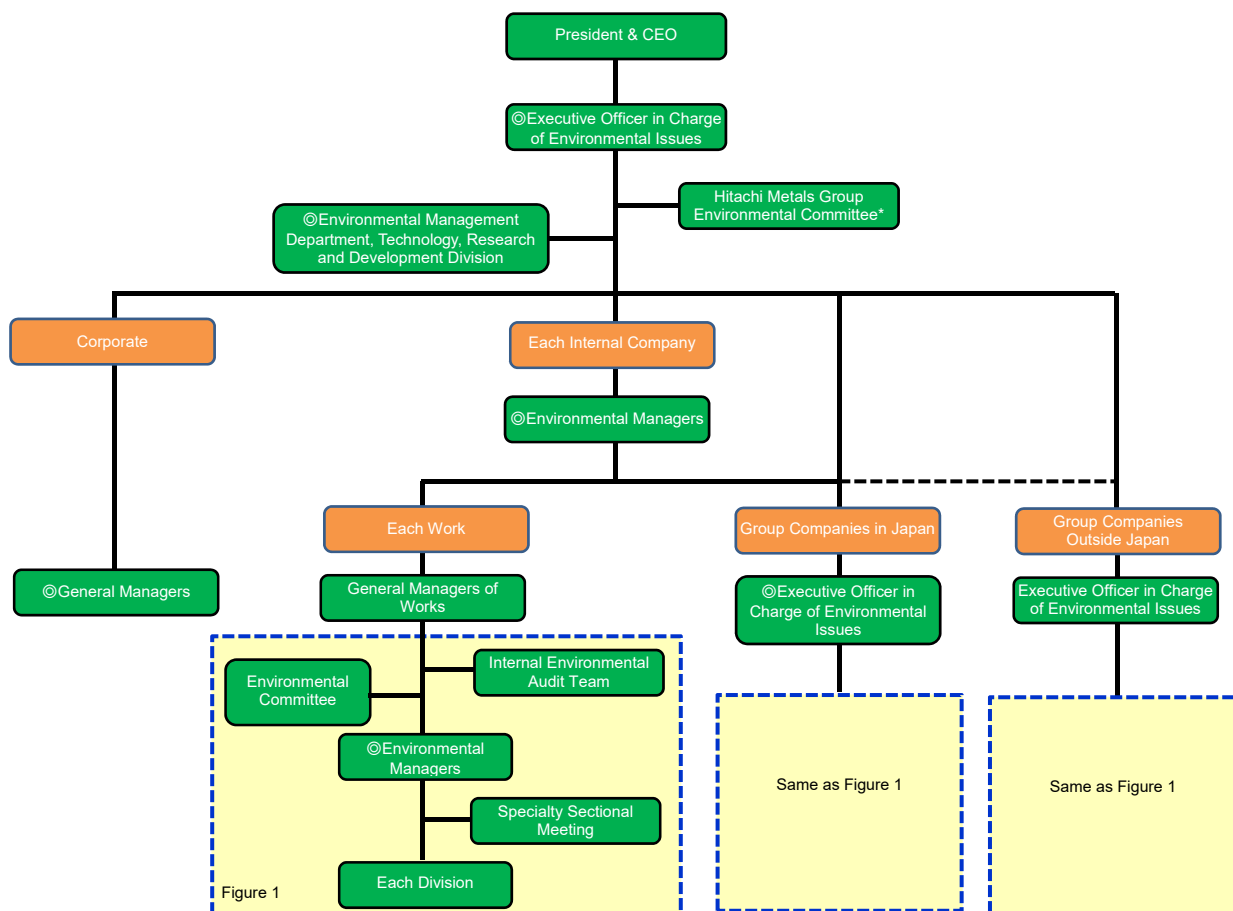 President & CEO
◎Executive Officer in Charge
of Environmental Issues
Hitachi Metals Group
Environmental Committee*
◎Environmental Management
Department, Technology, Research
and Development Division
Corporate
Each Internal Company
◎Environmental Managers
Each Work
Group Companies in Japan
Group Companies
Outside Japan
◎General Managers
General Managers of
Works
◎Executive Officer in
Charge of Environmental
Issues
Executive Officer in Charge
of Environmental Issues
Environmental
Committee
Internal Environmental
Audit Team
◎Environmental
Managers
Same as Figure 1
Same as Figure 1
Specialty Sectional
Meeting
Each Division
Figure 1